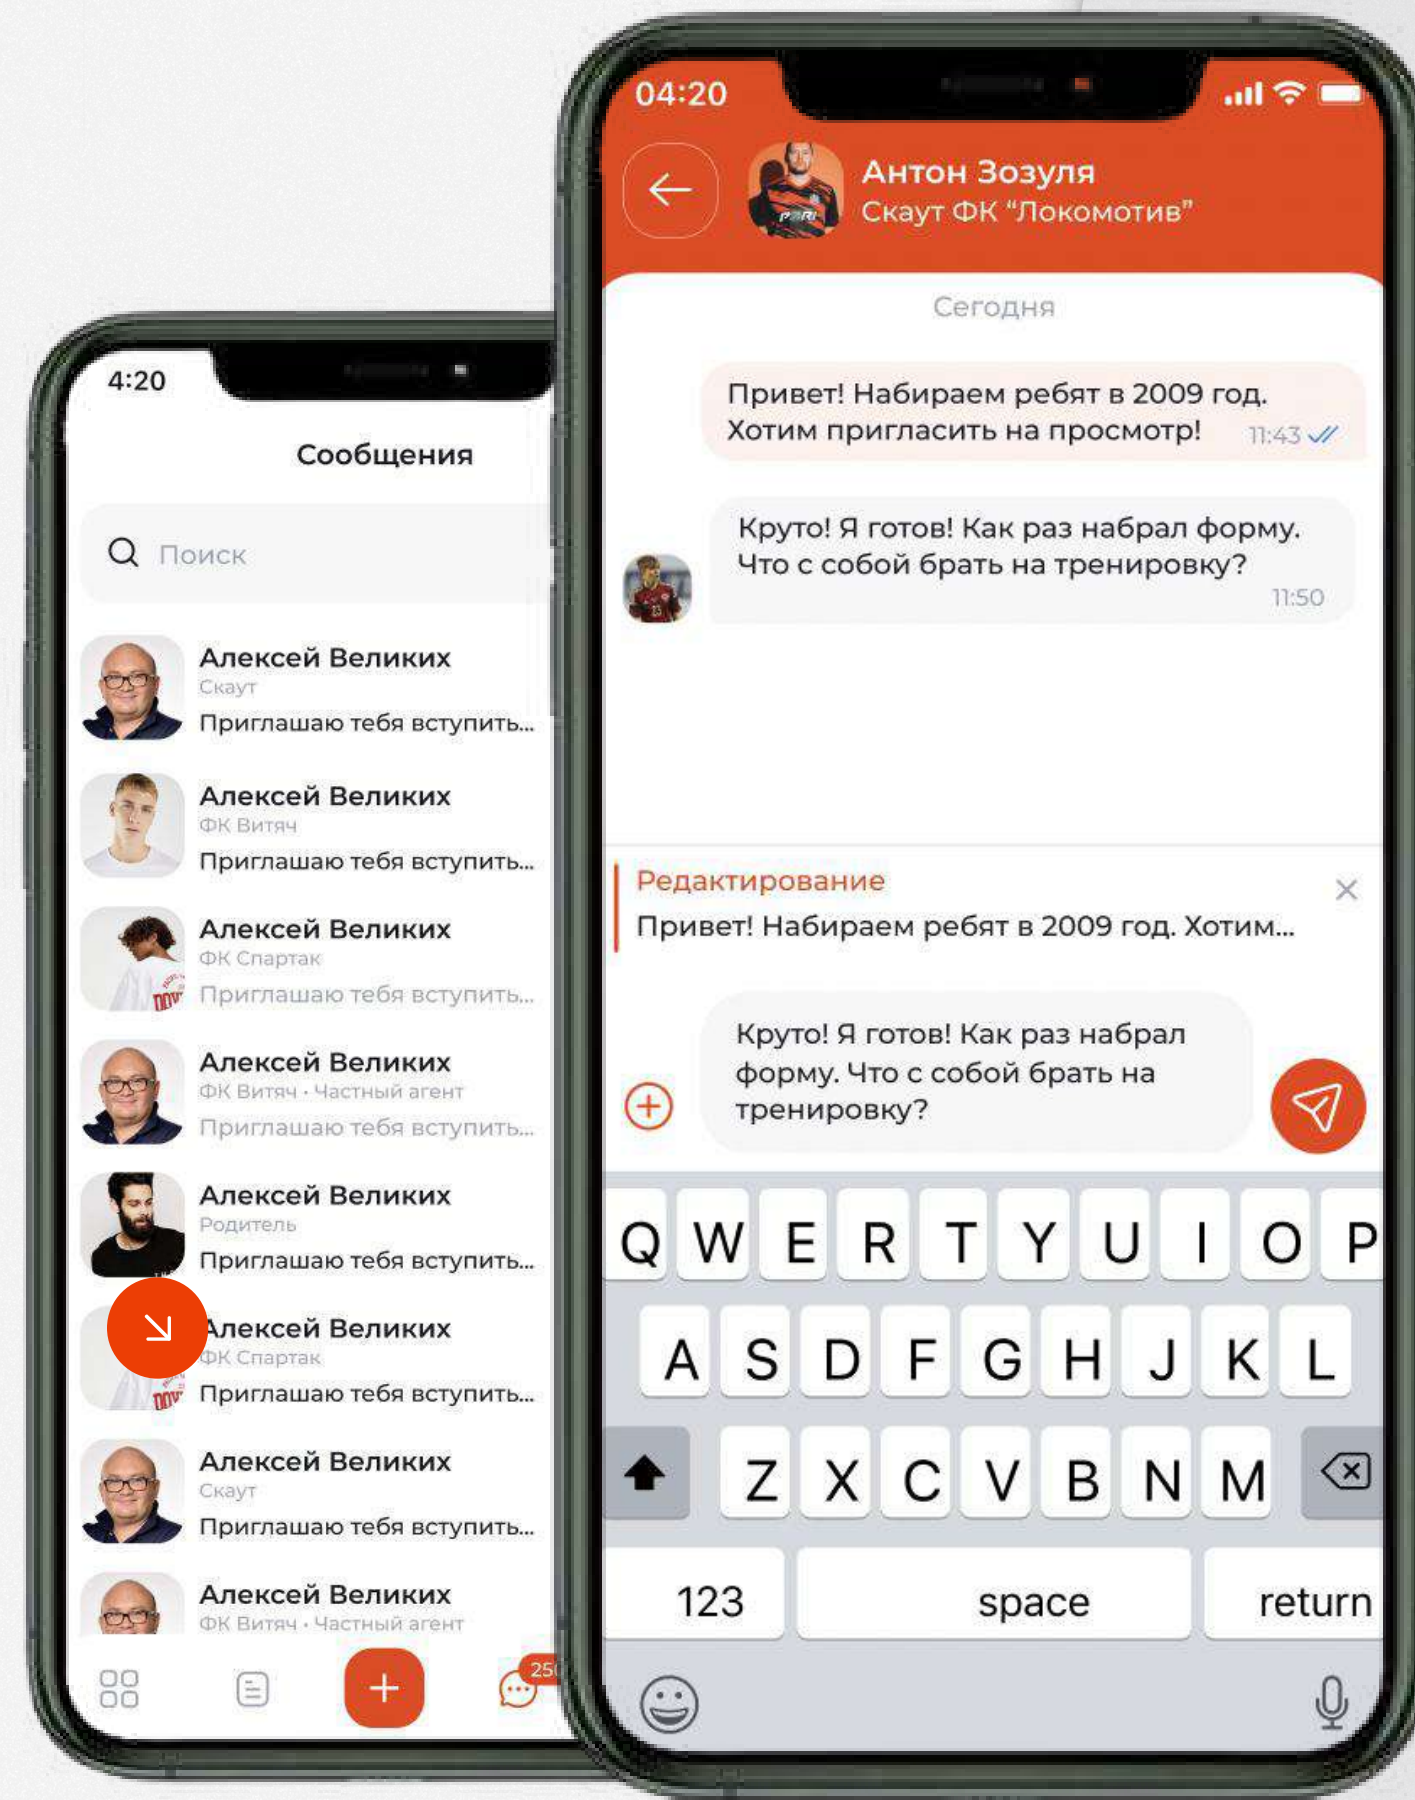 4:20
Сообщения
Поиск
Алексей Великих
Скаут
Приглашаю тебя вступить...
Алексей Великих
ФК Витяч
Приглашаю тебя вступить...
Алексей Великих
ФК Спартак
Приглашаю тебя вступить...
Алексей Великих
ФК Витяч • Частный агент
Приглашаю тебя вступить...
Алексей Великих
Родитель
Приглашаю тебя вступить...
Алексей Великих
ФК Спартак
Приглашаю тебя вступить...
Алексей Великих
Скаут
Приглашаю тебя вступить...
Алексей Великих
ФК Витяч • Частный агент
04:20
Антон Зозуля
Скаут ФК “Локомотив”
PARI
Сегодня
Привет! Набираем ребят в 2009 год.
Хотим пригласить на просмотр!
11:43
Круто! Я готов! Как раз набрал форму.
Что с собой брать на тренировку?
11:50
Редактирование
Привет! Набираем ребят в 2009 год. Хотим...
Круто! Я готов! Как раз набрал
форму. Что с собой брать на
тренировку?
Q W E R T Y U I O P
A S D F G H J K L
Z X C V B N M
123 space return